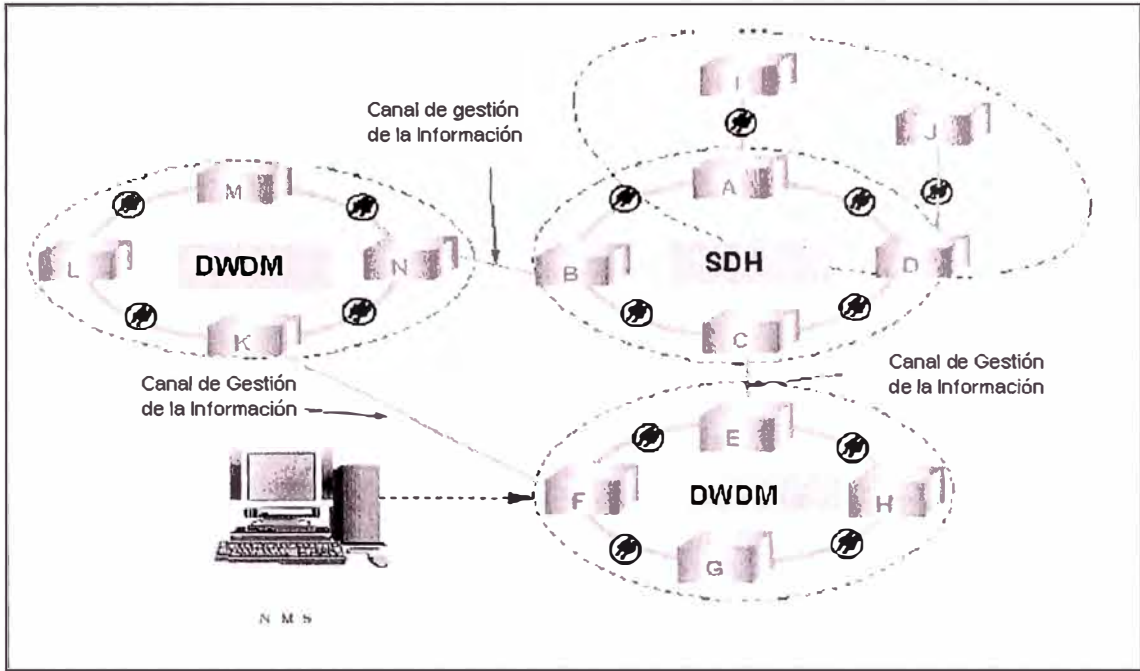 I
Canal de gestión
de la Información
J
M
A
L
DWDM
N
B
SDH
D
K
C
Canal de Gestión
de la Información
Canal de Gestión
de la Información
E
F
DWDM
H
G
N M S